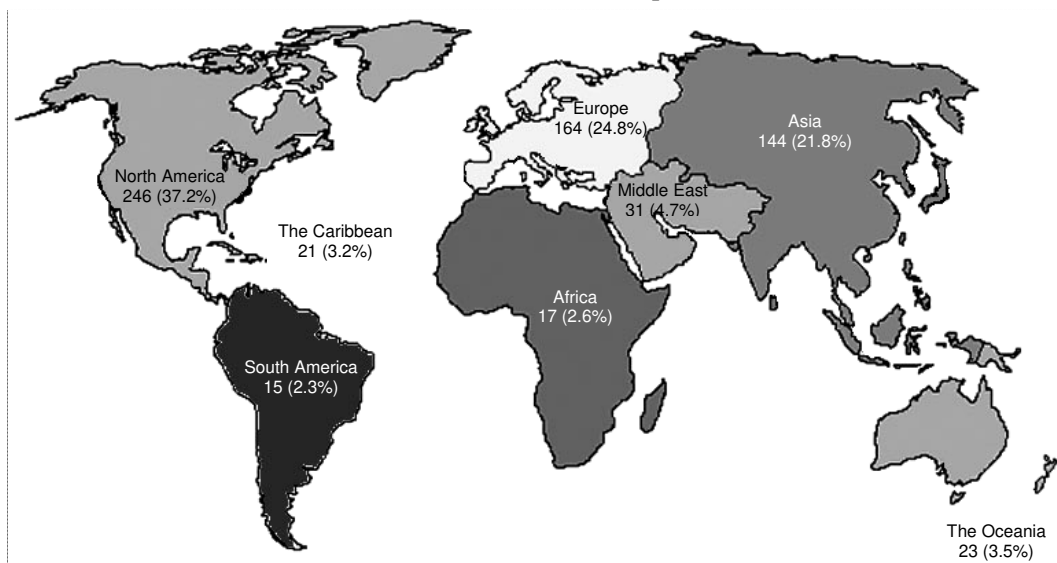 Europe
164 (24.8%)
Asia
144 (21.8%)
North America
246 (37.2%)
Middle East
31 (4.7%)
The Caribbean
21 (3.2%)
Africa
17 (2.6%)
South America
15 (2.3%)
The Oceania
23 (3.5%)